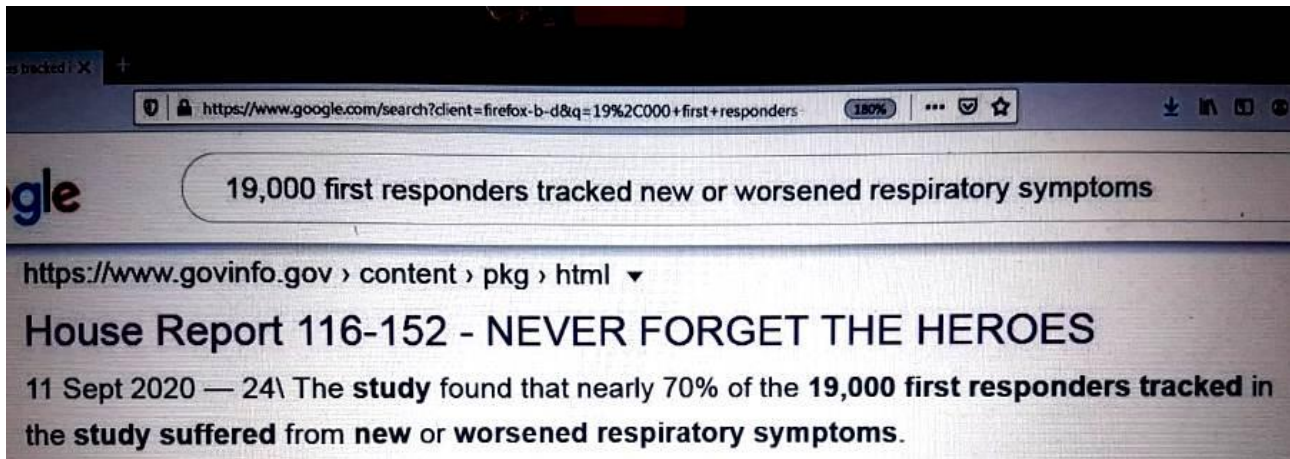 https://www.google.com/search?client=firefox-b-d&q=19%2C000+first+responders 180%
gle 19,000 first responders tracked new or worsened respiratory symptoms
https://www.govinfo.gov › content › pkg › html
House Report 116-152 - NEVER FORGET THE HEROES
11 Sept 2020 — 24\ The study found that nearly 70% of the 19,000 first responders tracked in
the study suffered from new or worsened respiratory symptoms.